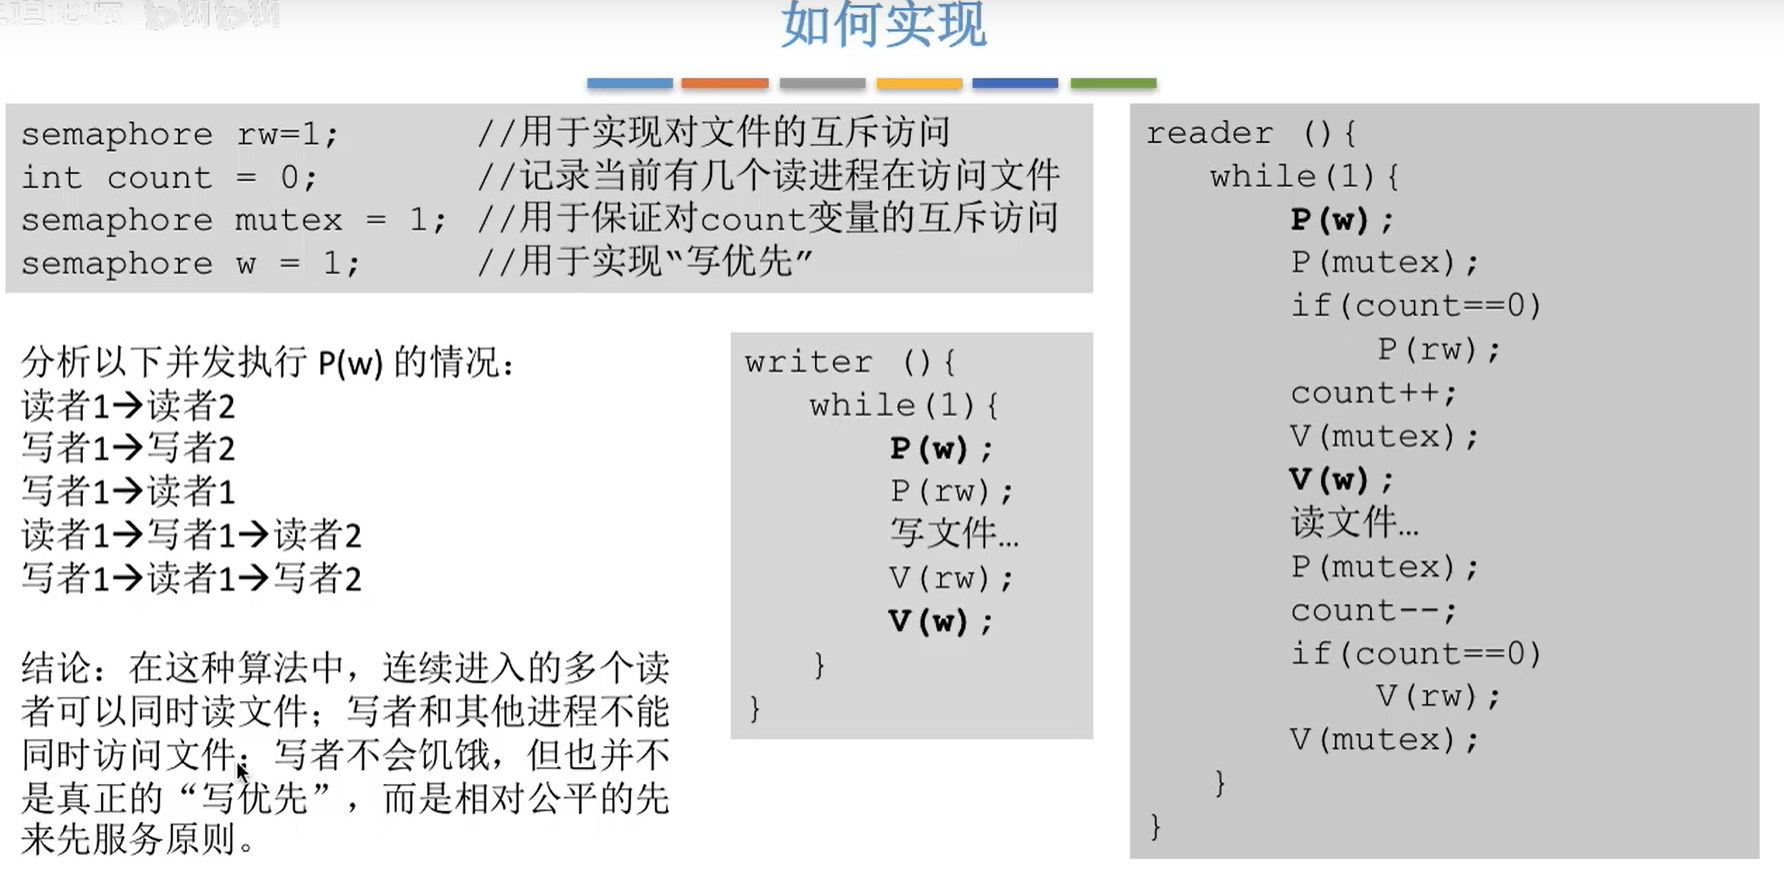 如何实现
semaphore rw=1; //用于实现对文件的互斥访问
int count = 0; //记录当前有几个读进程在访问文件
semaphore mutex = 1; //用于保证对count变量的互斥访问
semaphore w = 1; //用于实现“写优先”
分析以下并发执行 P(w) 的情况：
读者1→读者2
写者1→写者2
写者1→读者1
读者1→写者1→读者2
写者1→读者1→写者2
结论：在这种算法中，连续进入的多个读
者可以同时读文件；写者和其他进程不能
同时访问文件；写者不会饥饿，但也并不
是真正的“写优先”，而是相对公平的先
来先服务原则。
writer (){
while(1){
P(w);
P(rw);
写文件…
V(rw);
V(w);
}
}
reader (){
while(1){
P(w);
P(mutex);
if(count==0)
P(rw);
count++;
V(mutex);
V(w);
读文件…
P(mutex);
count--;
if(count==0)
V(rw);
V(mutex);
}
}